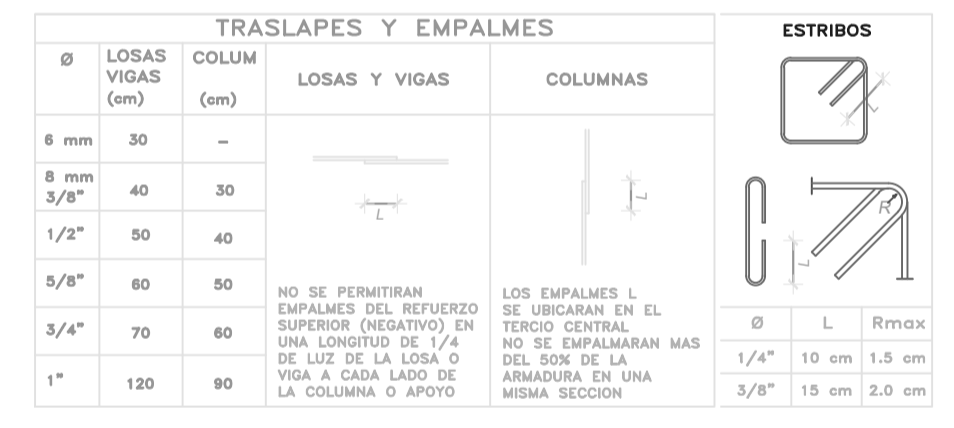 TRASLAPES Y EMPALMES
Ø
LOSAS
VIGAS
(cm)
COLUM
(cm)
LOSAS Y VIGAS
COLUMNAS
6 mm 30 –
8 mm
3/8" 40 30
1/2" 50 40
5/8" 60 50
3/4" 70 60
1" 120 90
L
NO SE PERMITIRAN
EMPALMES DEL REFUERZO
SUPERIOR (NEGATIVO) EN
UNA LONGITUD DE 1/4
DE LUZ DE LA LOSA O
VIGA A CADA LADO DE
LA COLUMNA O APOYO
L
LOS EMPALMES L
SE UBICARAN EN EL
TERCIO CENTRAL
NO SE EMPALMARAN MAS
DEL 50% DE LA
ARMADURA EN UNA
MISMA SECCION
ESTRIBOS
L
R
L
Ø L Rmax
1/4" 10 cm 1.5 cm
3/8" 15 cm 2.0 cm